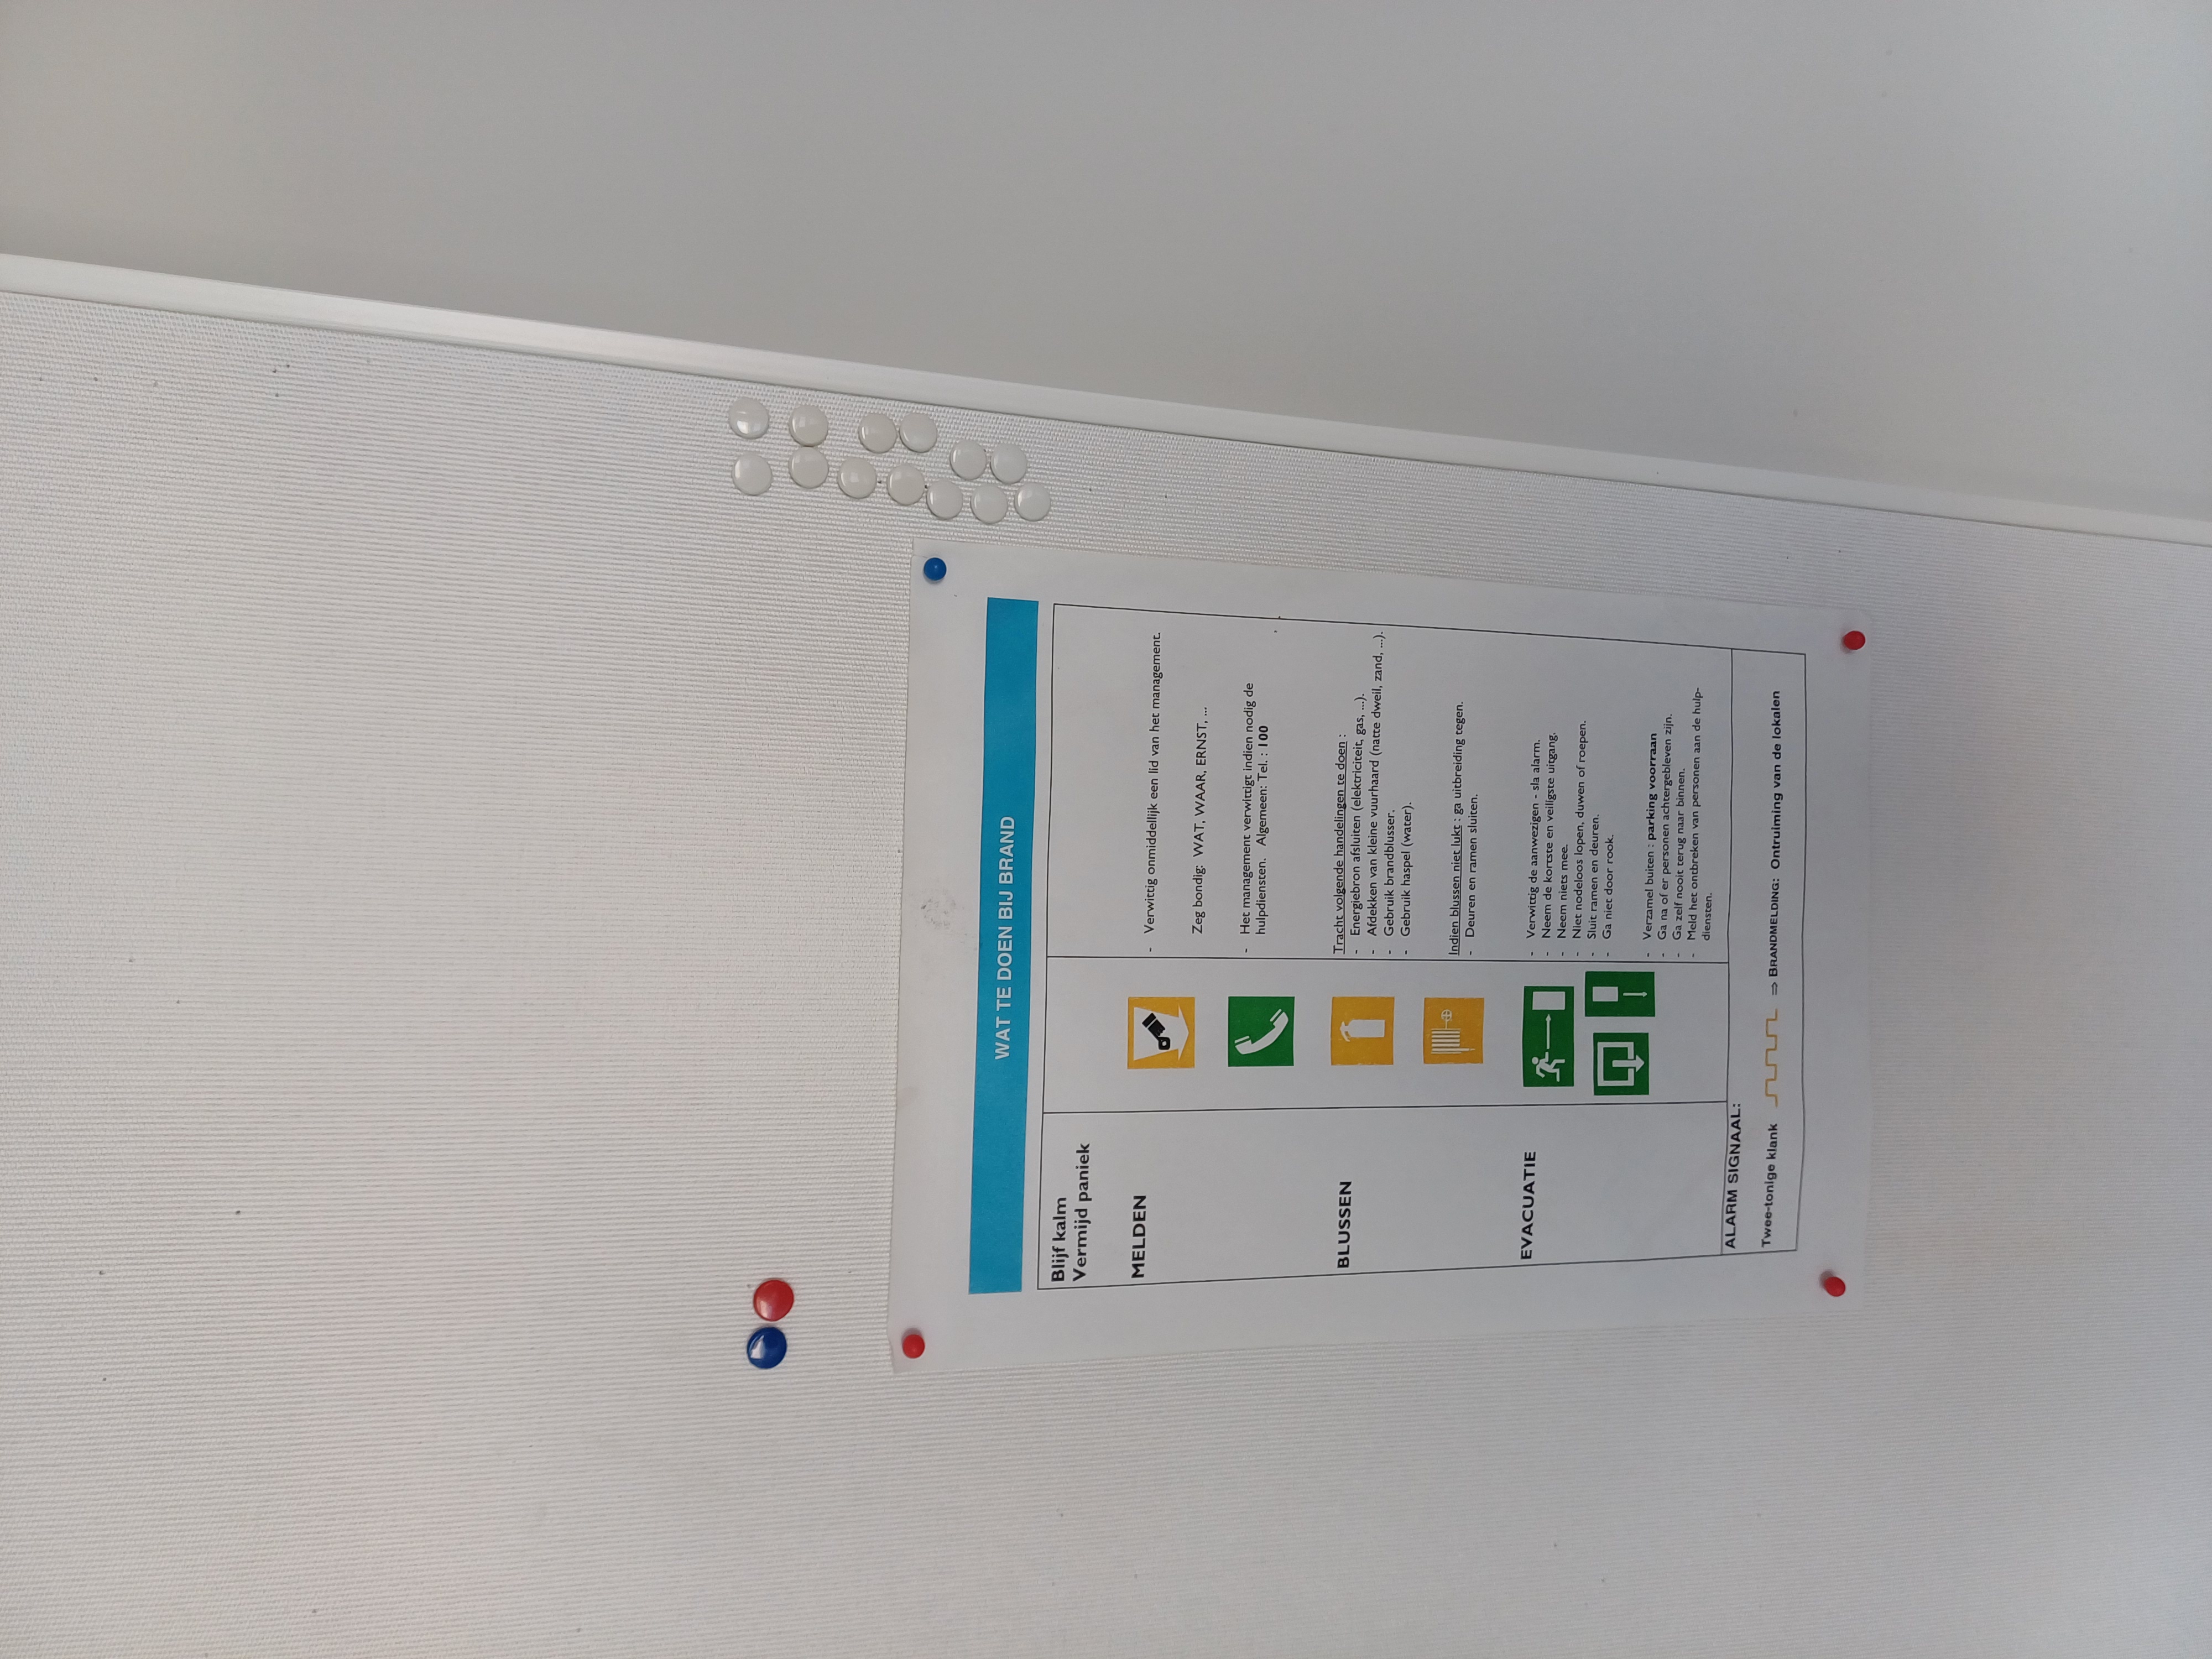 WAT TE DOEN BIJ BRAND
Blijf kalm
Vermijd paniek
MELDEN
- Verwittig onmiddellijk een lid van het management.
Zeg bondig: WAT, WAAR, ERNST, ...
- Het management verwittigt indien nodig de
hulpdiensten. Algemeen: Tel. : 100
BLUSSEN
Tracht volgende handelingen te doen :
- Energiebron afsluiten (elektriciteit, gas, ...).
- Afdekken van kleine vuurhaard (natte dweil, zand, ...).
- Gebruik brandblusser.
- Gebruik haspel (water).
Indien blussen niet lukt : ga uitbreiding tegen.
- Deuren en ramen sluiten.
EVACUATIE
- Verwittig de aanwezigen - sla alarm.
- Neem de kortste en veiligste uitgang.
- Neem niets mee.
- Niet nodeloos lopen, duwen of roepen.
- Sluit ramen en deuren.
- Ga niet door rook.
- Verzamel buiten : parking voorraan
- Ga na of er personen achtergebleven zijn.
- Ga zelf nooit terug naar binnen.
- Meld het ontbreken van personen aan de hulp-
diensten.
ALARM SIGNAAL:
Twee-tonige klank ⇒ BRANDMELDING: Ontruiming van de lokalen